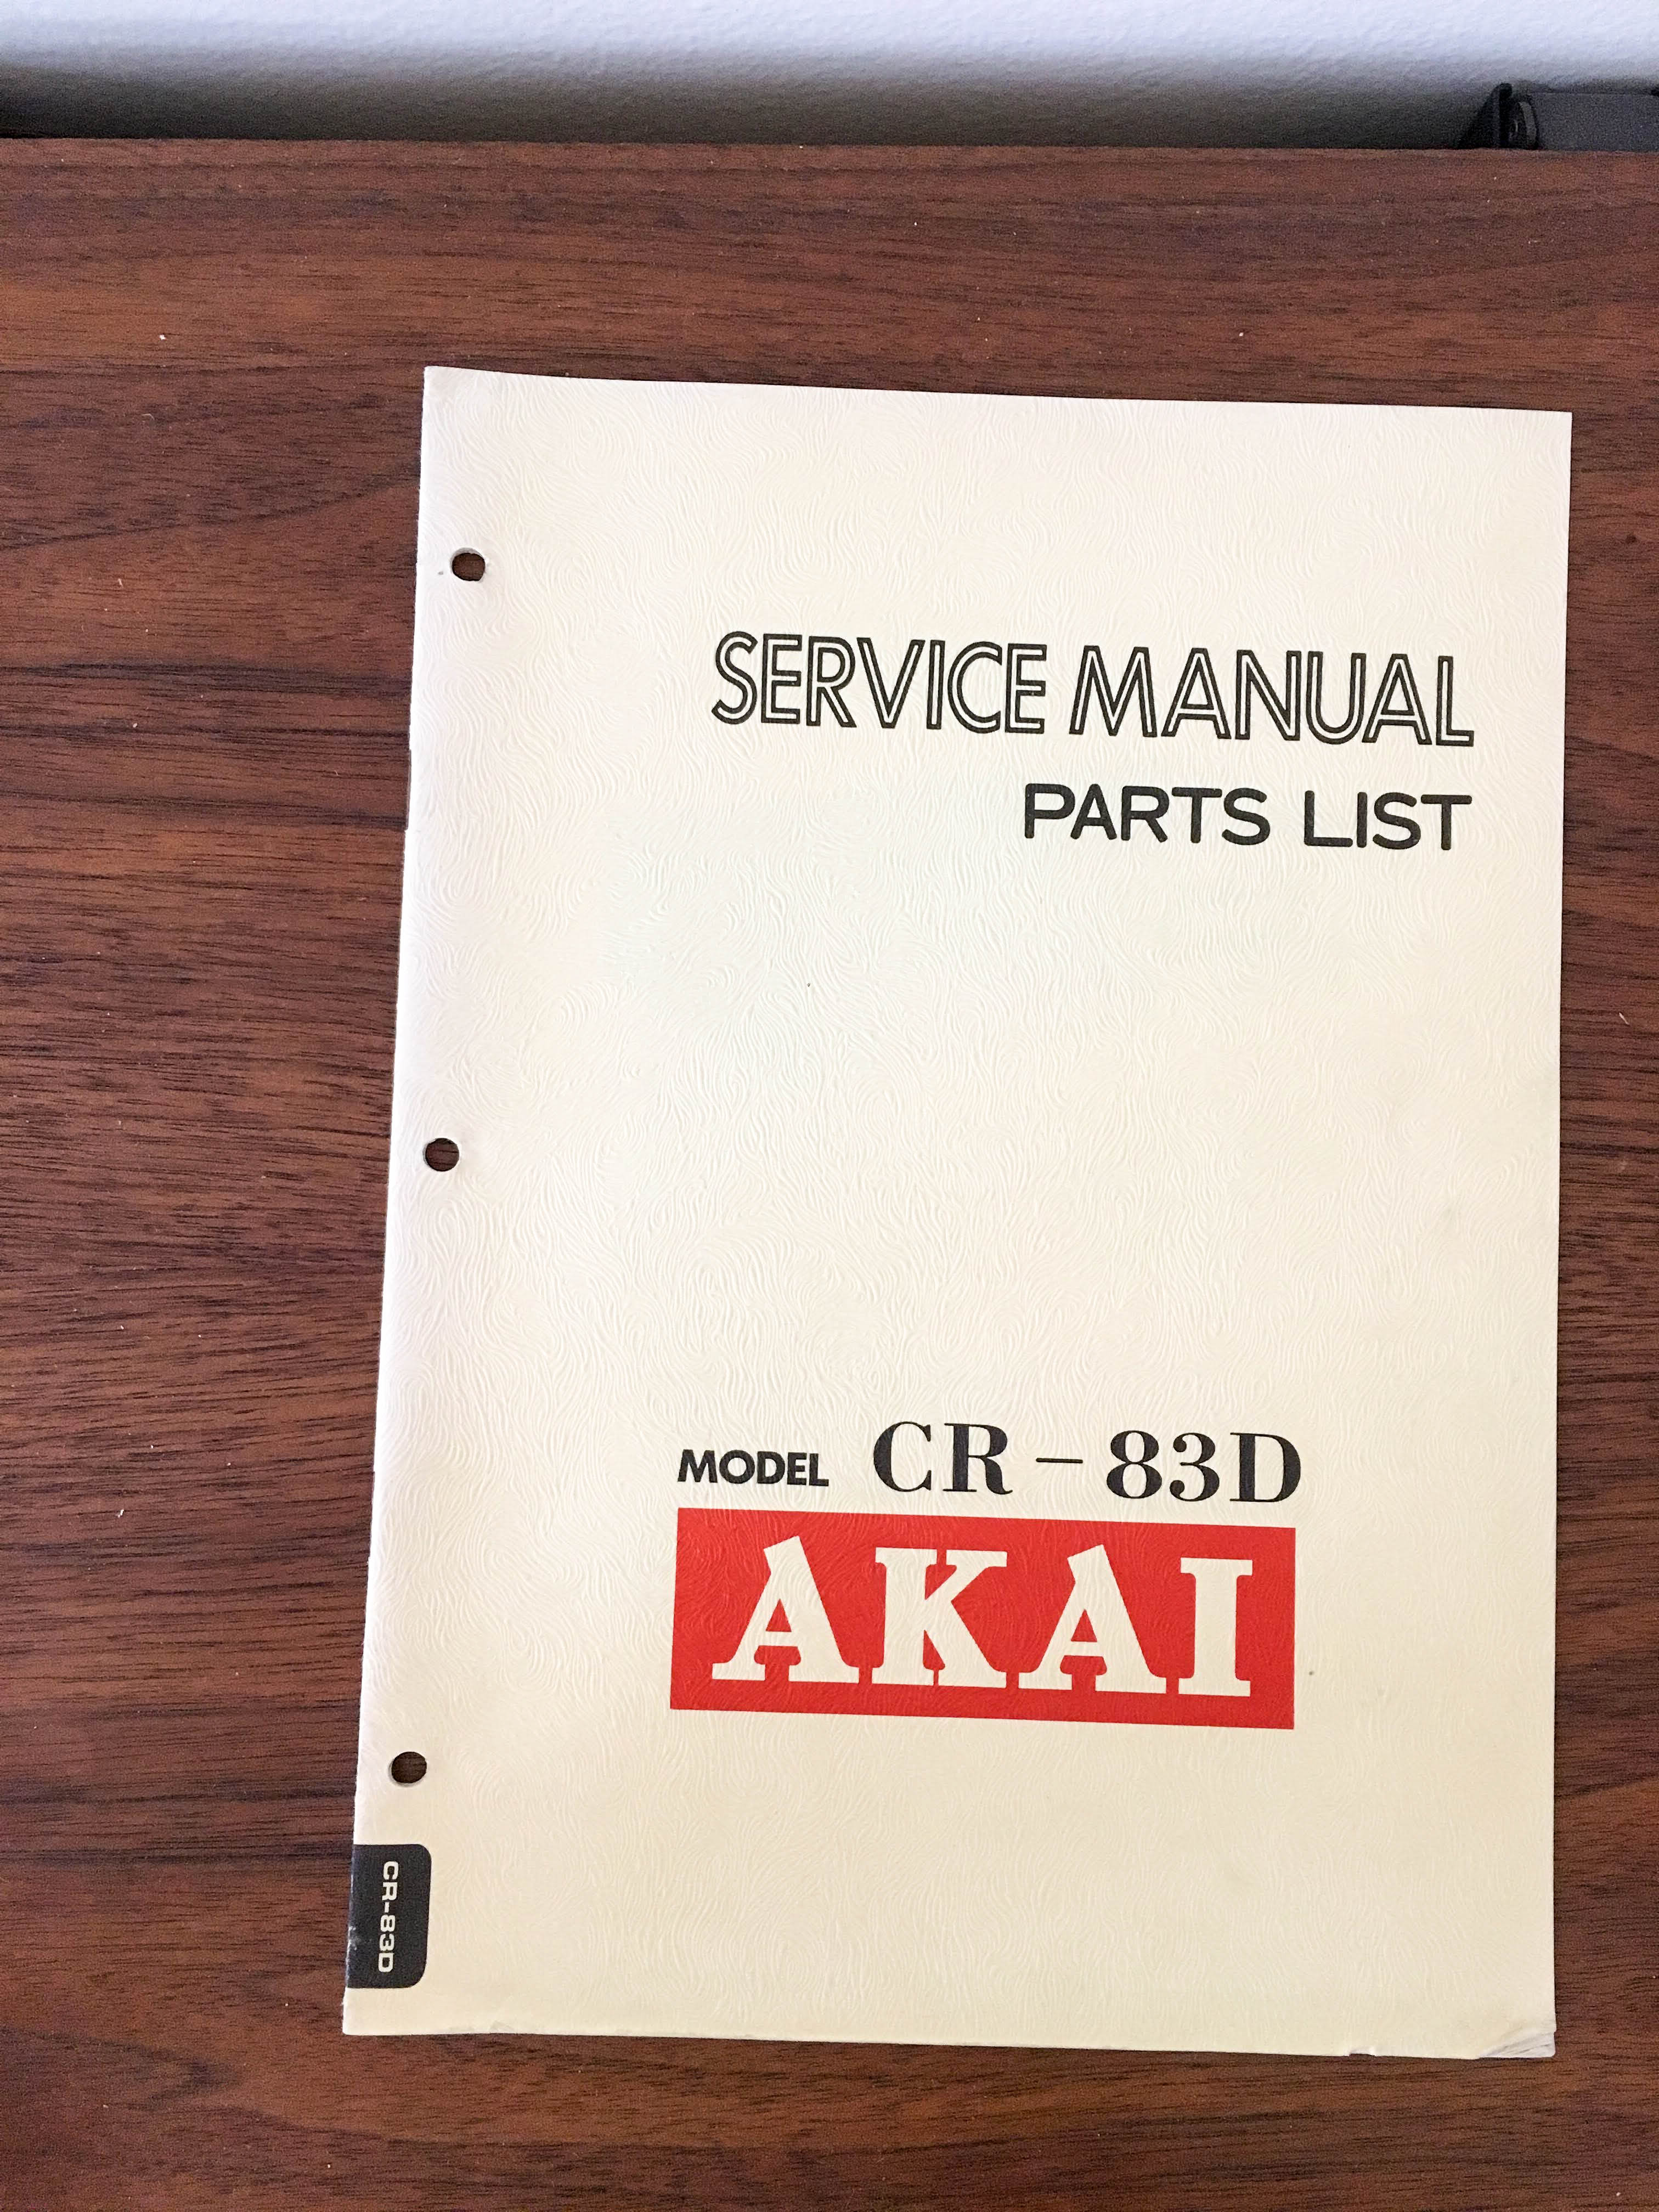 SERVICE MANUAL
PARTS LIST
MODEL CR-83D
AKAI
CR-83D